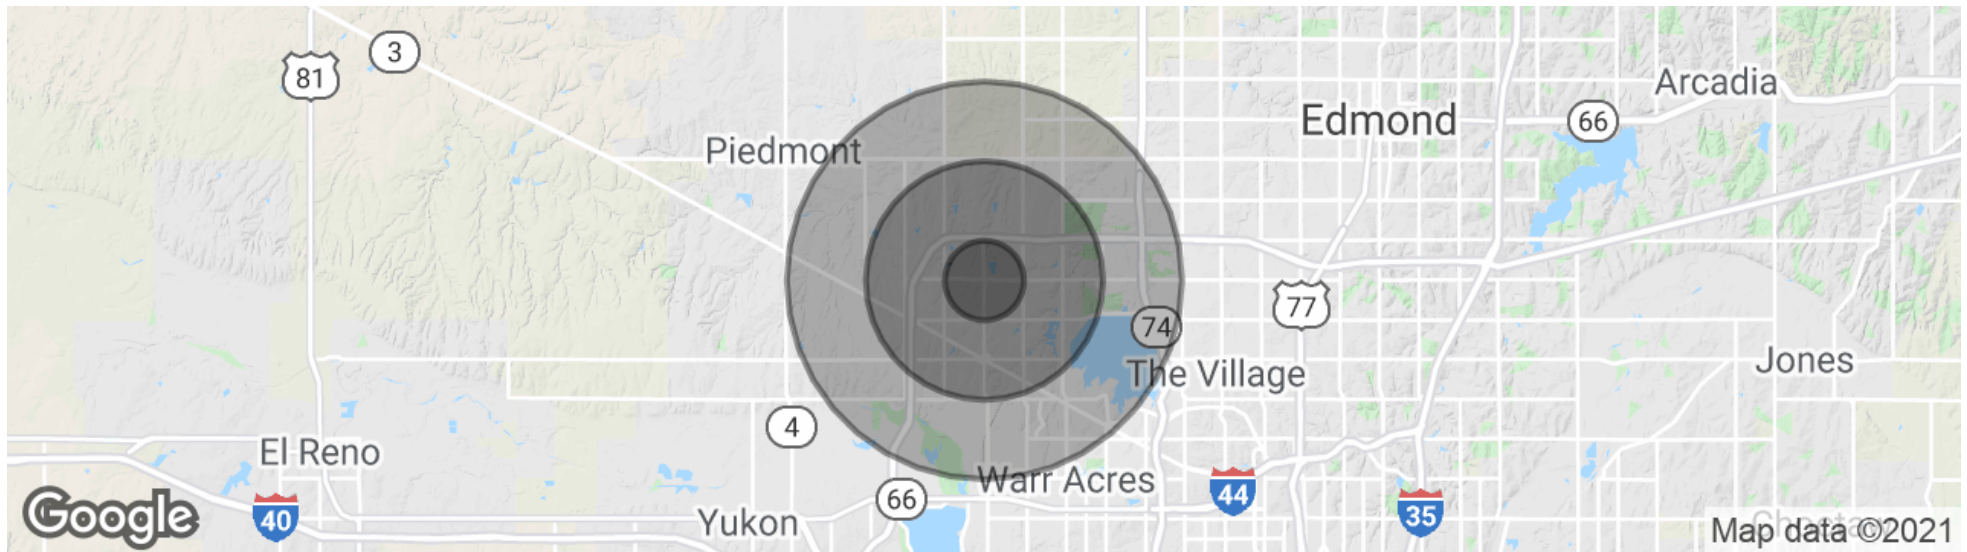 3
81
Arcadia
66
Edmond
Piedmont
77
74
The Village
Jones
4
El Reno
Warr Acres
44
66
35
40
Google
Yukon
Map data ©2021